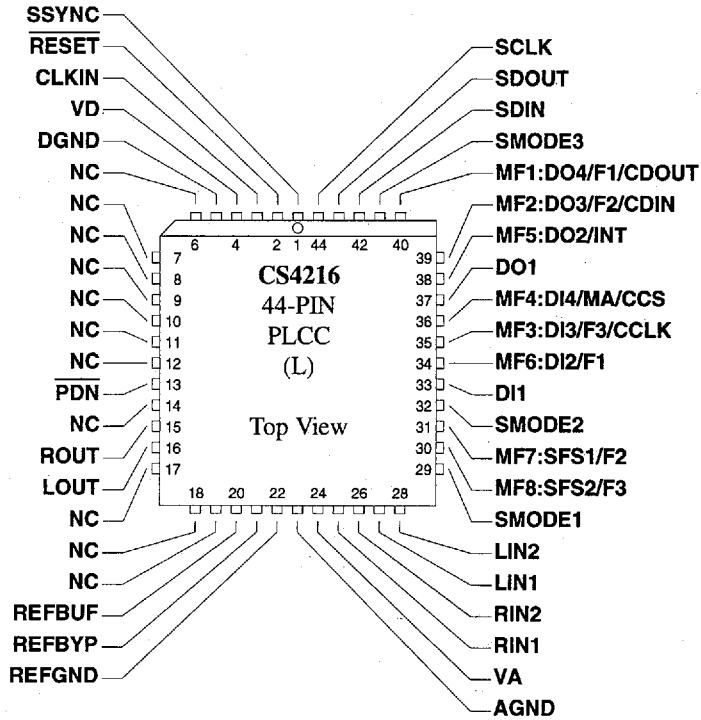 SSYNC
RESET
CLKIN
VD
DGND
NC
NC
NC
NC
NC
NC
NC
PDN
NC
ROUT
LOUT
NC
NC
NC
REFBUF
REFBYP
REFGND
SCLK
SDOUT
SDIN
SMODE3
MF1:DO4/F1/CDOUT
MF2:DO3/F2/CDIN
MF5:DO2/INT
DO1
MF4:DI4/MA/CCS
MF3:DI3/F3/CCLK
MF6:DI2/F1
DI1
SMODE2
MF7:SFS1/F2
MF8:SFS2/F3
SMODE1
LIN2
LIN1
RIN2
RIN1
VA
AGND
6 4 2 1 44 42 40
7
8
9
10
11
12
13
14
15
16
17
39
38
37
36
35
34
33
32
31
30
29
18 20 22 24 26 28
CS4216
44-PIN
PLCC
(L)
Top View